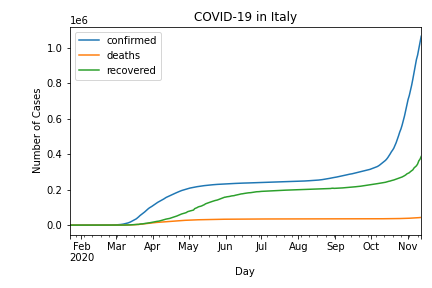 COVID-19 in Italy
1e6
confirmed
deaths
recovered
Number of Cases
1.0
0.8
0.6
0.4
0.2
0.0
Feb Mar Apr May Jun Jul Aug Sep Oct Nov
2020
Day